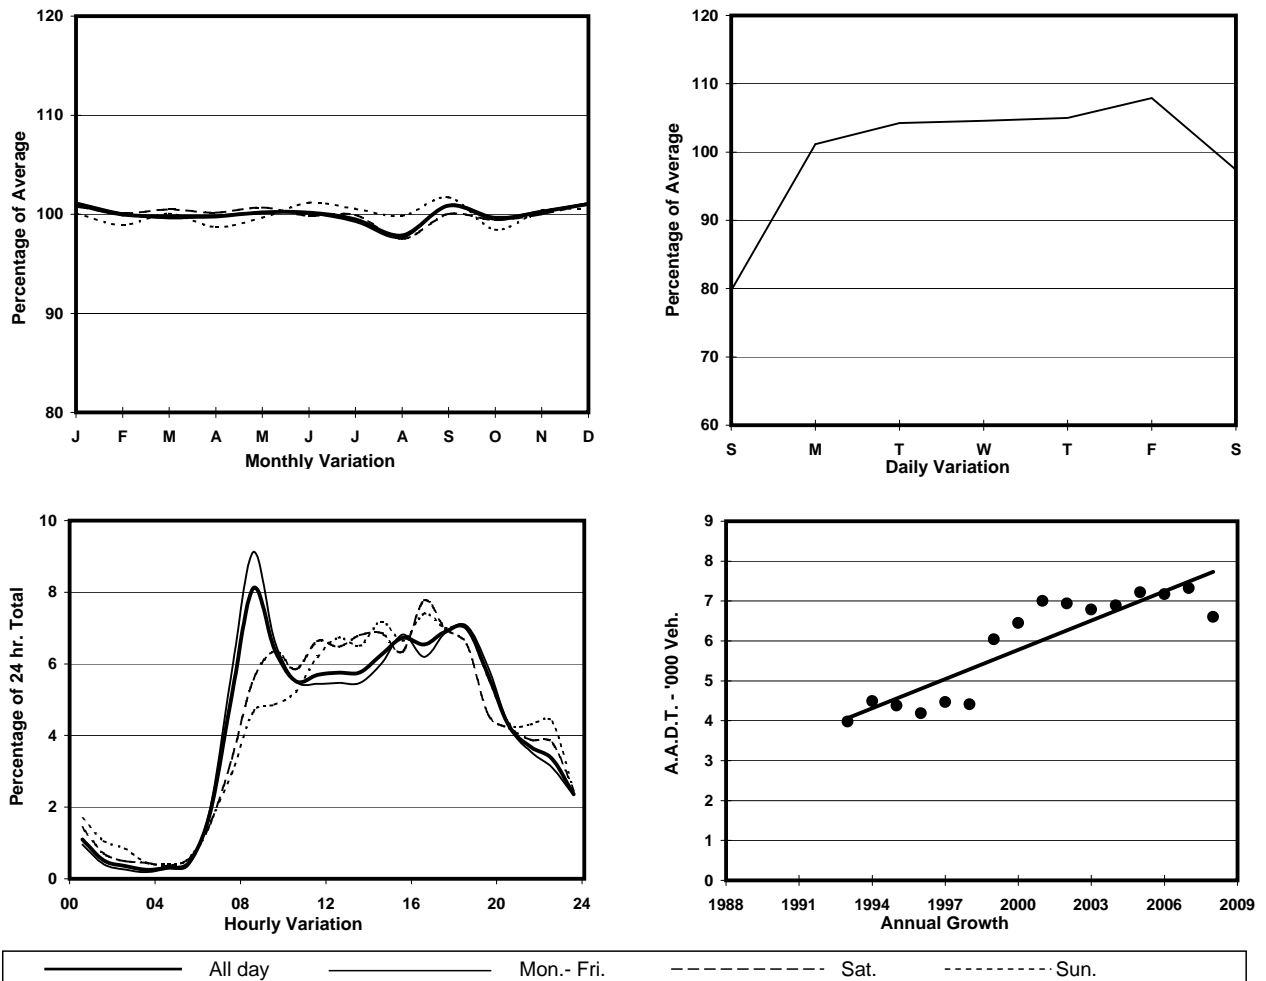 120
110
100
90
80
Percentage of Average
J F M A M J J A S O N D
Monthly Variation
120
110
100
90
80
70
60
Percentage of Average
S M T W T F S
Daily Variation
10
8
6
4
2
0
Percentage of 24 hr. Total
00 04 08 12 16 20 24
Hourly Variation
9
8
7
6
5
4
3
2
1
0
A.A.D.T. - '000 Veh.
1988 1991 1994 1997 2000 2003 2006 2009
Annual Growth
All day Mon.- Fri. Sat. Sun.